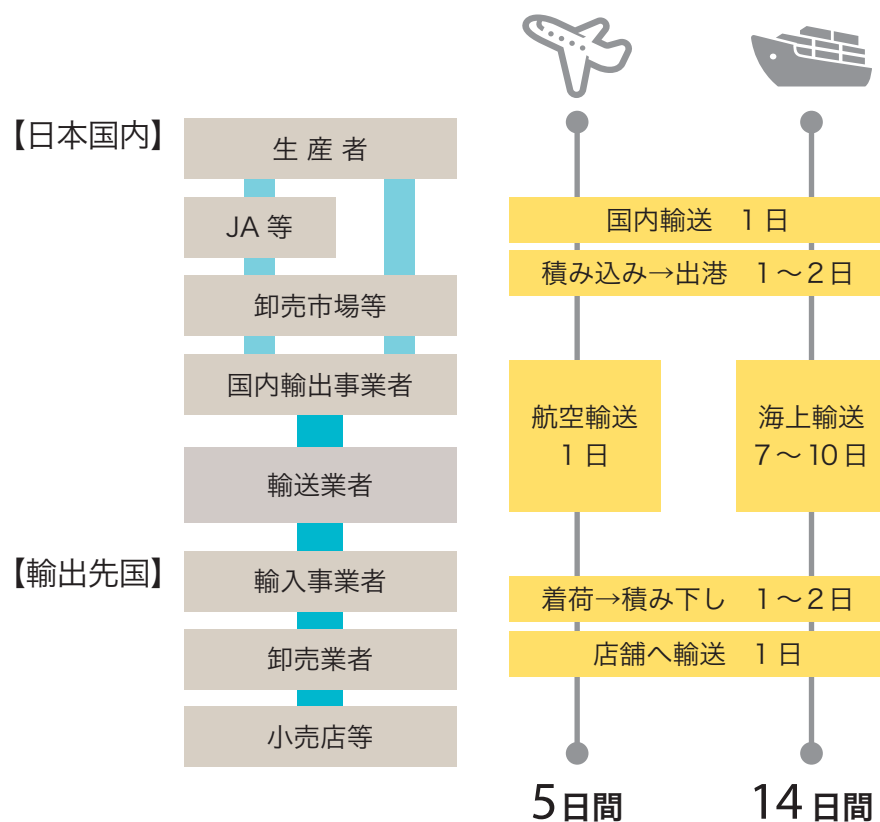 【日本国内】
生 産 者
JA 等
卸売市場等
国内輸出事業者
輸送業者
【輸出先国】
輸入事業者
卸売業者
小売店等
国内輸送　1 日
積み込み→出港　1～2日
航空輸送
1 日
海上輸送
7～10日
着荷→積み下し　1～2日
店舗へ輸送　1 日
5日間
14日間